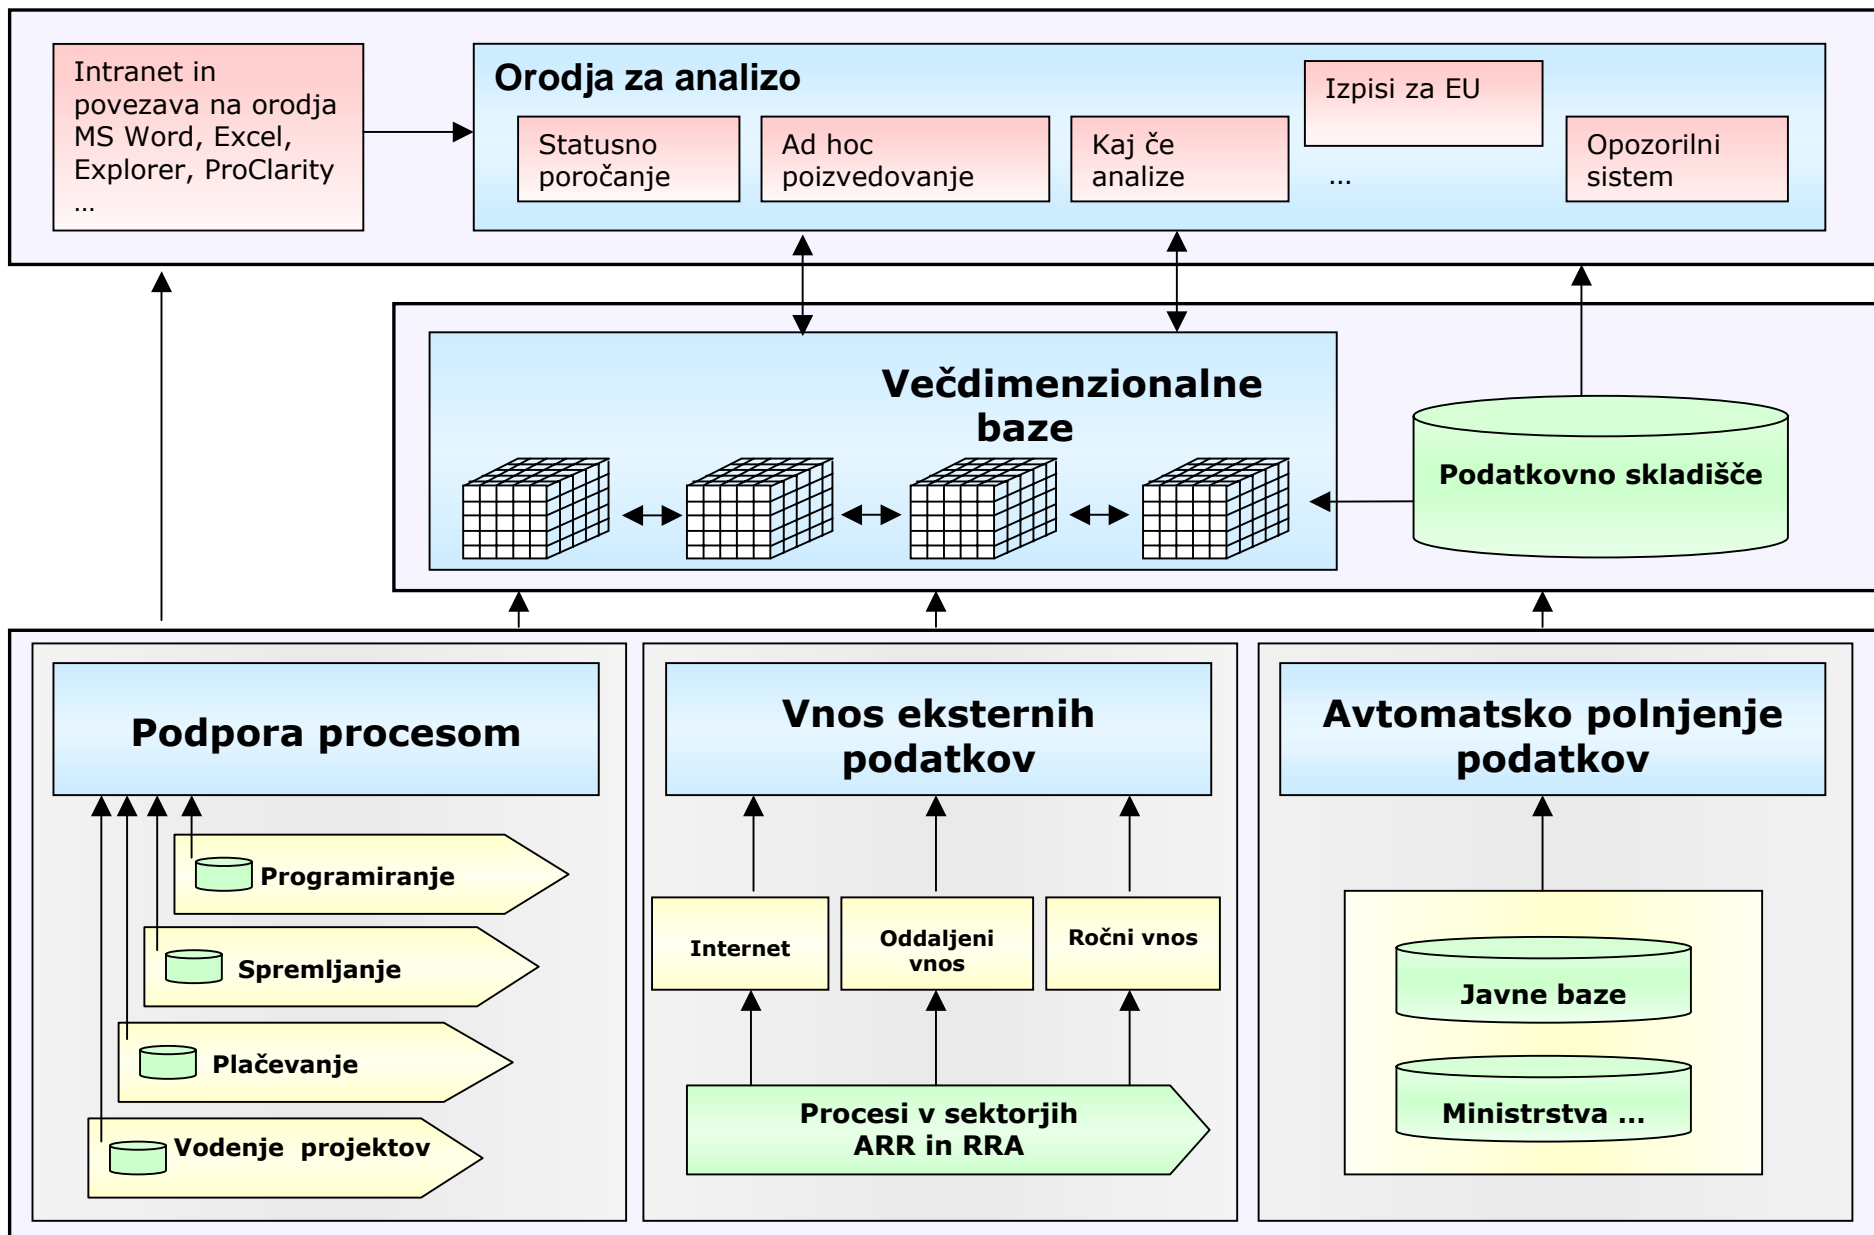 Intranet in
povezava na orodja
MS Word, Excel,
Explorer, ProClarity
...
Orodja za analizo
Statusno
poročanje
Ad hoc
poizvedovanje
Kaj če
analize
Izpisi za EU
...
Opozorilni
sistem
Večdimenzionalne
baze
Podatkovno skladišče
Podpora procesom
Programiranje
Spremljanje
Plačevanje
Vodenje projektov
Vnos eksternih
podatkov
Internet
Oddaljeni
vnos
Ročni vnos
Procesi v sektorjih
ARR in RRA
Avtomatsko polnjenje
podatkov
Javne baze
Ministrstva ...